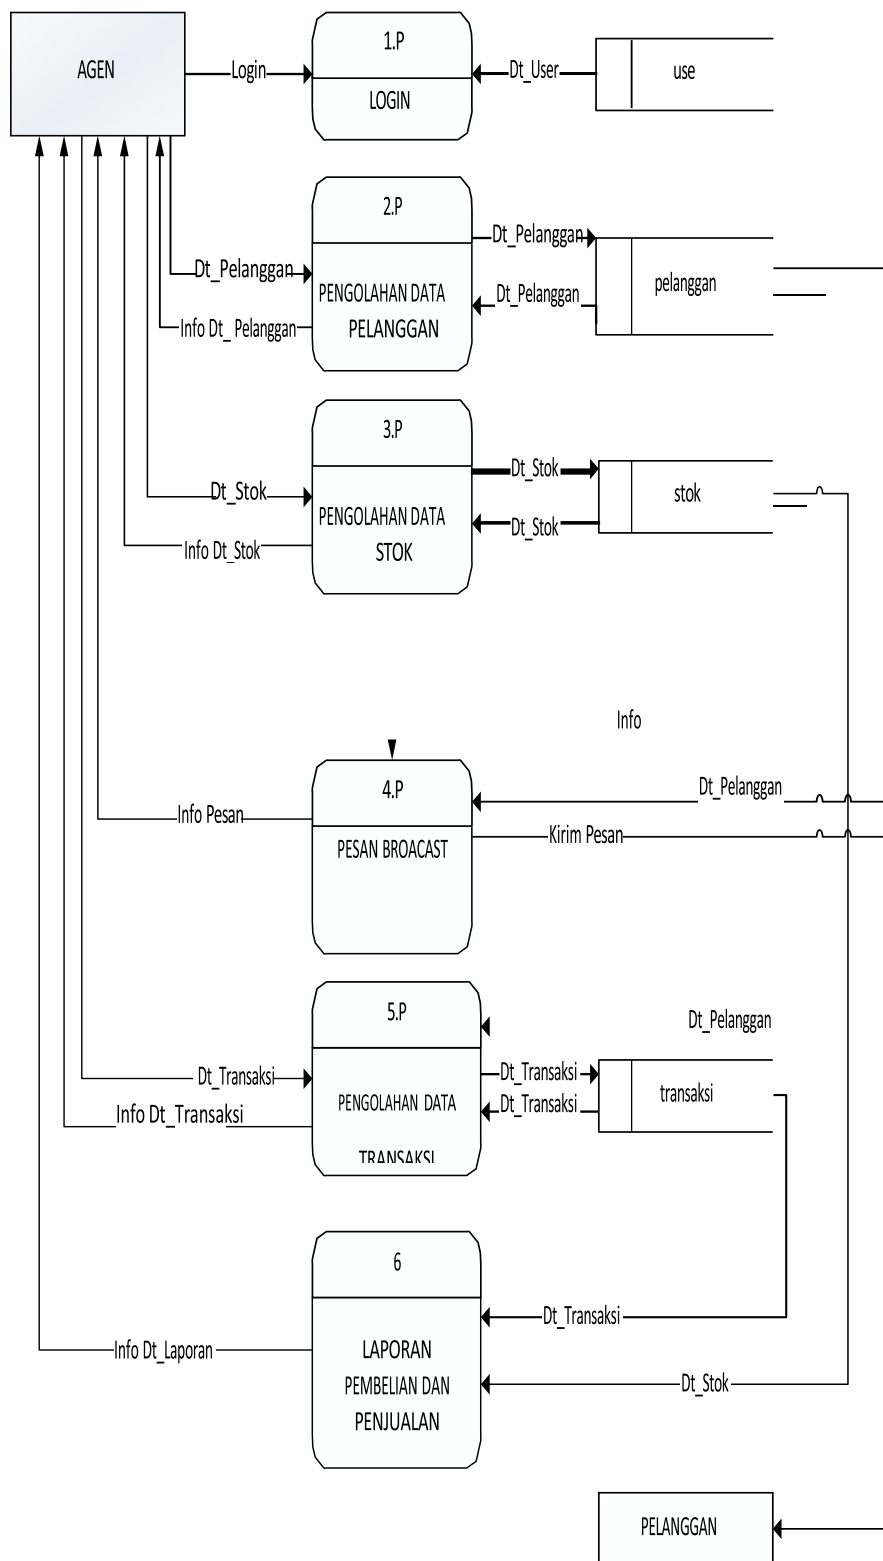 AGEN
Login
1.P
LOGIN
Dt_User
use
2.P
Dt_Pelanggan
Dt_Pelanggan
PENGOLAHAN DATA
PELANGGAN
Dt_Pelanggan
pelanggan
Info Dt_ Pelanggan
3.P
Dt_Stok
Dt_Stok
PENGOLAHAN DATA
STOK
Dt_Stok
stok
Info Dt_Stok
Info
4.P
Dt_Pelanggan
Info Pesan
PESAN BROACAST
Kirim Pesan
5.P
Dt_Pelanggan
Dt_Transaksi
Dt_Transaksi
transaksi
Info Dt_Transaksi
PENGOLAHAN DATA
TRANSAKSI
Dt_Transaksi
6
Dt_Transaksi
Info Dt_Laporan
LAPORAN
PEMBELIAN DAN
PENJUALAN
Dt_Stok
PELANGGAN